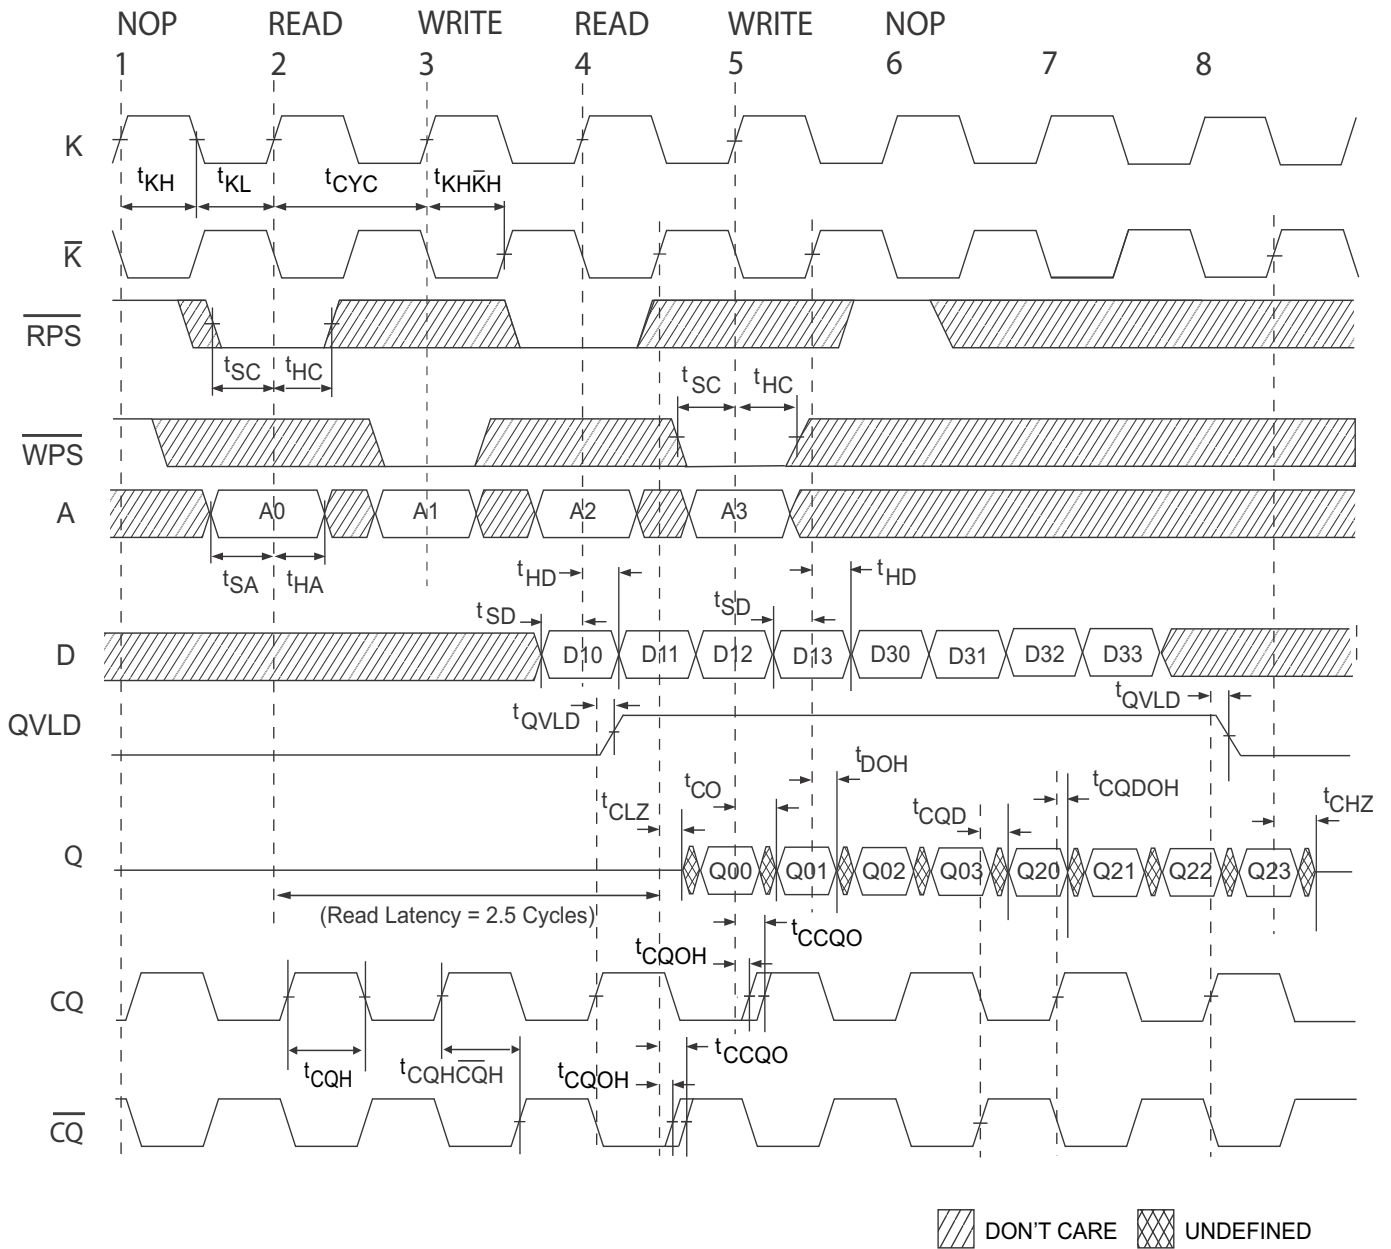 NOP READ WRITE READ WRITE NOP
1 2 3 4 5 6 7 8
K
tKH tKL tCYC tKHK̅H
K̅
R̅P̅S̅
tSC tHC
tSC tHC
W̅P̅S̅
A A0 A1 A2 A3
tSA tHA
tHD tHD
tSD tSD
D D10 D11 D12 D13 D30 D31 D32 D33
QVLD tQVLD tQVLD
tDOH
tCO tCQDOH
tCLZ tCQD tCHZ
Q Q00 Q01 Q02 Q03 Q20 Q21 Q22 Q23
(Read Latency = 2.5 Cycles)
tCCQO
tCQOH
CQ
tCCQO
tCQH tCQHC̅Q̅H tCQOH
C̅Q̅
DON'T CARE UNDEFINED